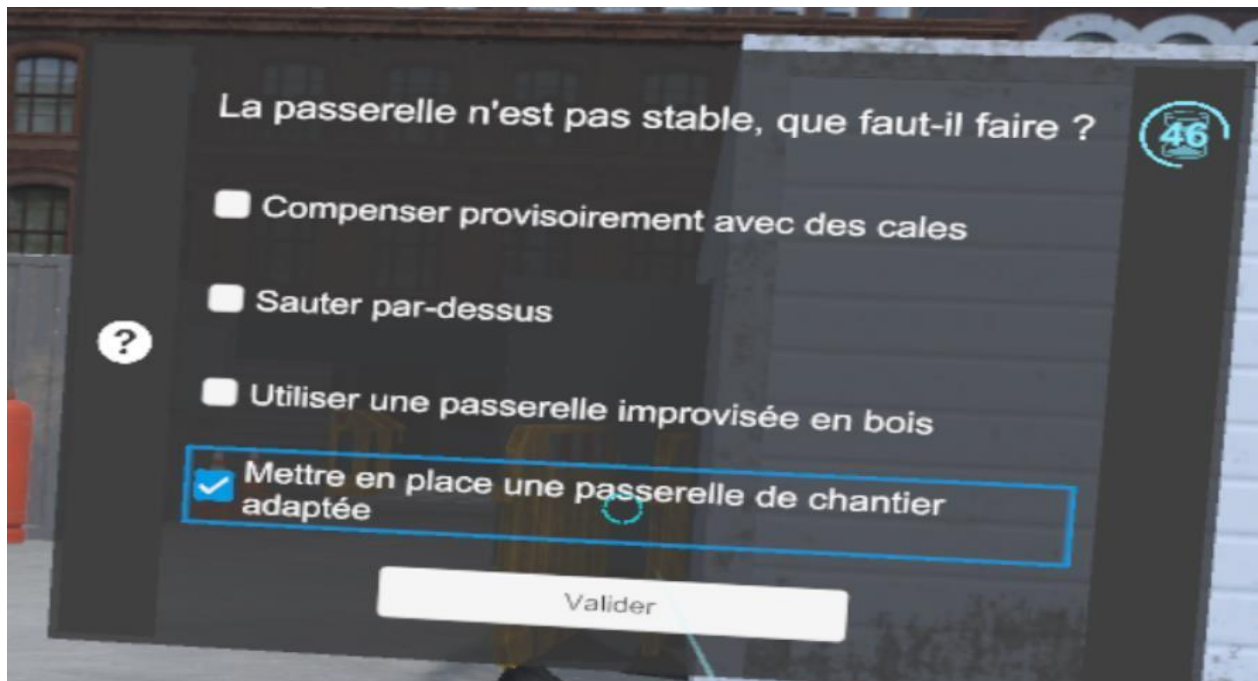 La passerelle n'est pas stable, que faut-il faire ?
46
Compenser provisoirement avec des cales
Sauter par-dessus
?
Utiliser une passerelle improvisée en bois
Mettre en place une passerelle de chantier
adaptée
Valider